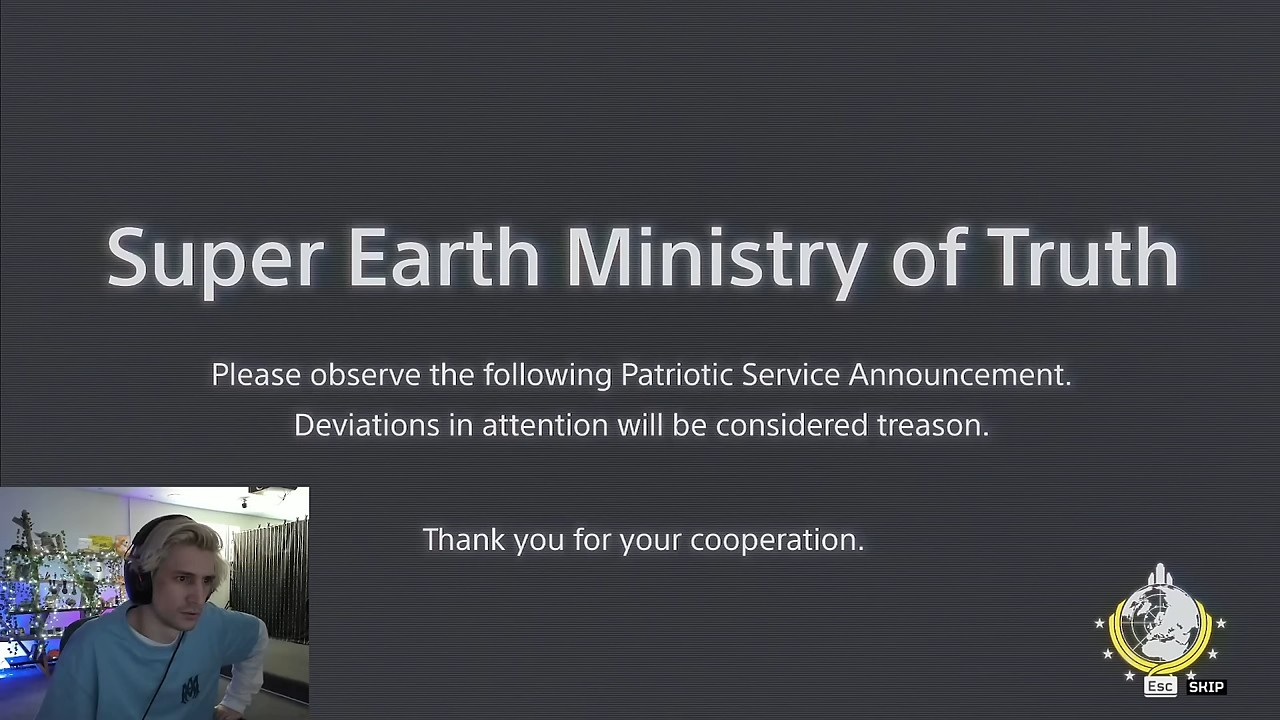 Super Earth Ministry of Truth
Please observe the following Patriotic Service Announcement.
Deviations in attention will be considered treason.
Thank you for your cooperation.
Esc SKIP